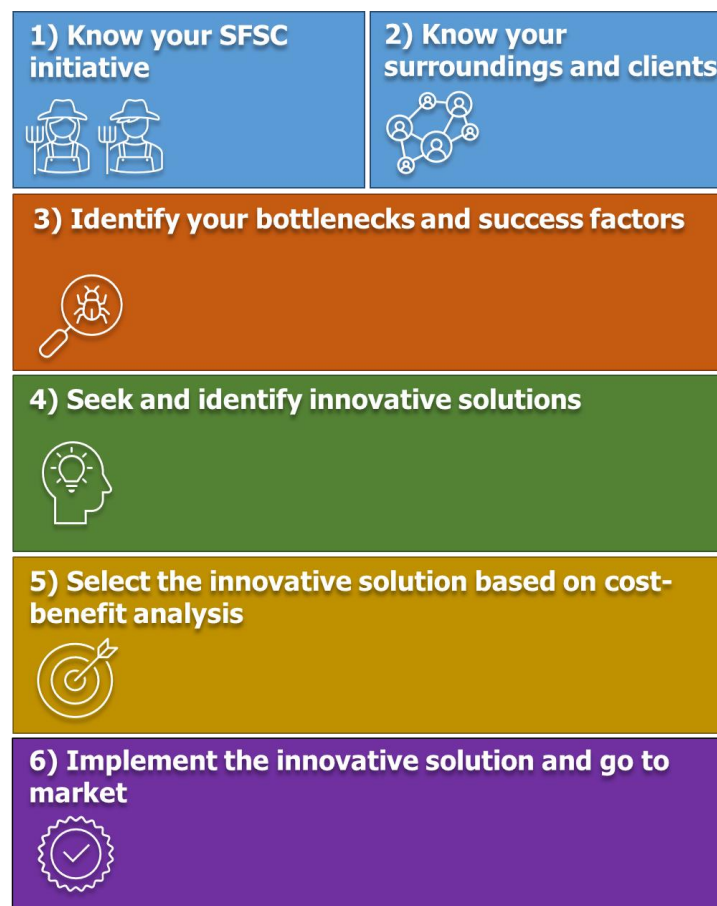 1) Know your SFSC
initiative
2) Know your
surroundings and clients
3) Identify your bottlenecks and success factors
4) Seek and identify innovative solutions
5) Select the innovative solution based on cost-
benefit analysis
6) Implement the innovative solution and go to
market